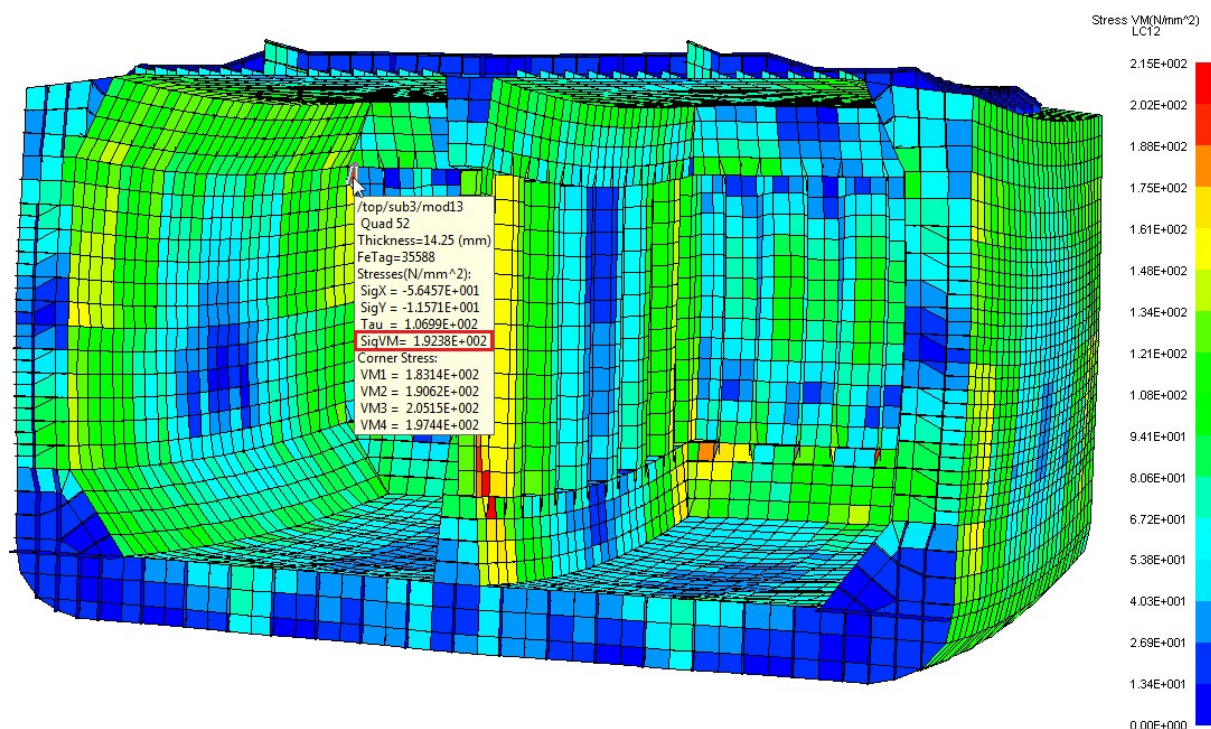 Stress VM(N/mm^2)
LC12
2.15E+002
2.02E+002
1.88E+002
1.75E+002
1.61E+002
1.48E+002
1.34E+002
1.21E+002
1.08E+002
9.41E+001
8.06E+001
6.72E+001
5.38E+001
4.03E+001
2.69E+001
1.34E+001
0.00E+000
/top/sub3/mod13
Quad 52
Thickness=14.25 (mm)
FeTag=35588
Stresses(N/mm^2):
SigX = -5.6457E+001
SigY = -1.1571E+001
Tau = 1.0699E+002
SigVM= 1.9238E+002
Corner Stress:
VM1 = 1.8314E+002
VM2 = 1.9062E+002
VM3 = 2.0515E+002
VM4 = 1.9744E+002